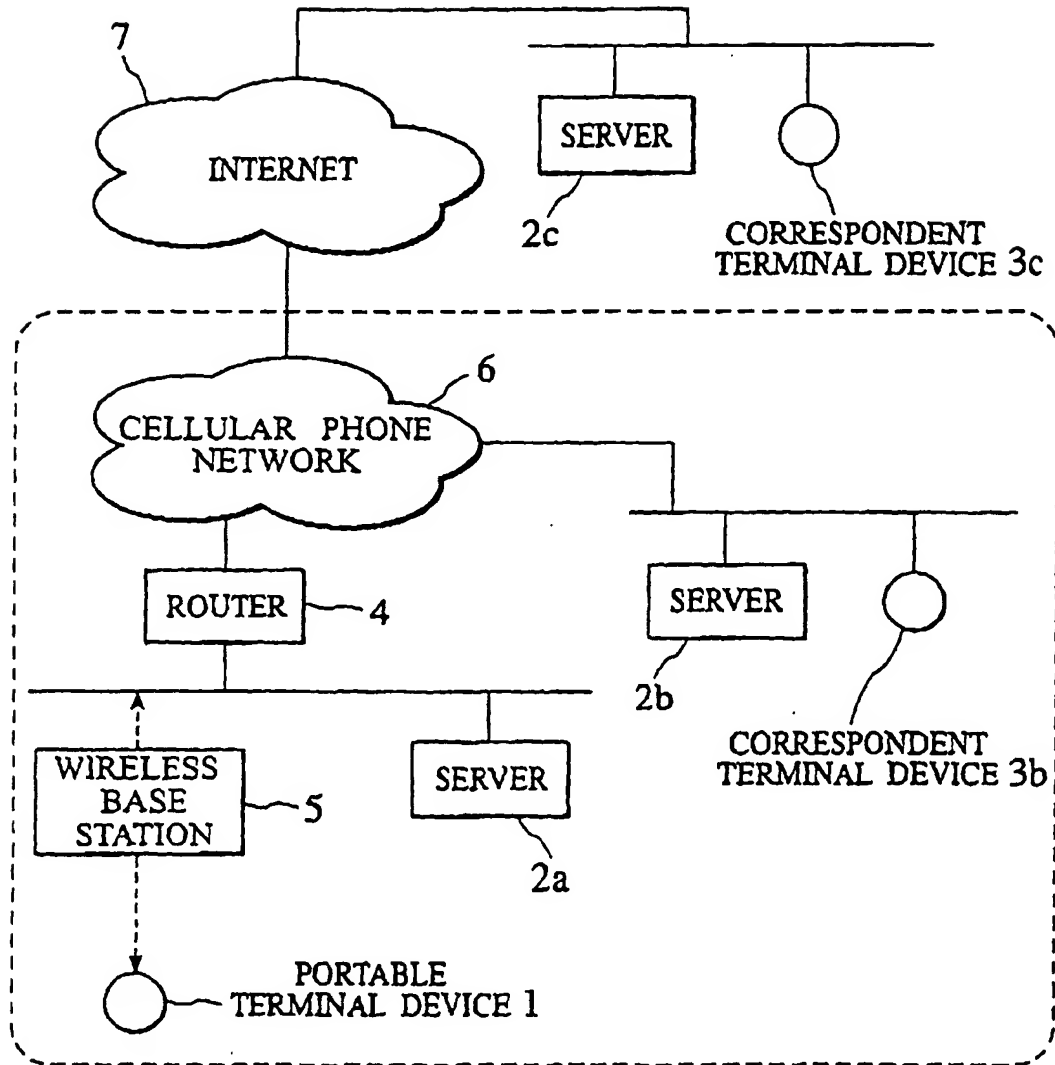 7
INTERNET
SERVER
2c
CORRESPONDENT
TERMINAL DEVICE 3c
6
CELLULAR PHONE
NETWORK
ROUTER
4
SERVER
2b
CORRESPONDENT
TERMINAL DEVICE 3b
WIRELESS
BASE
STATION
5
SERVER
2a
PORTABLE
TERMINAL DEVICE 1